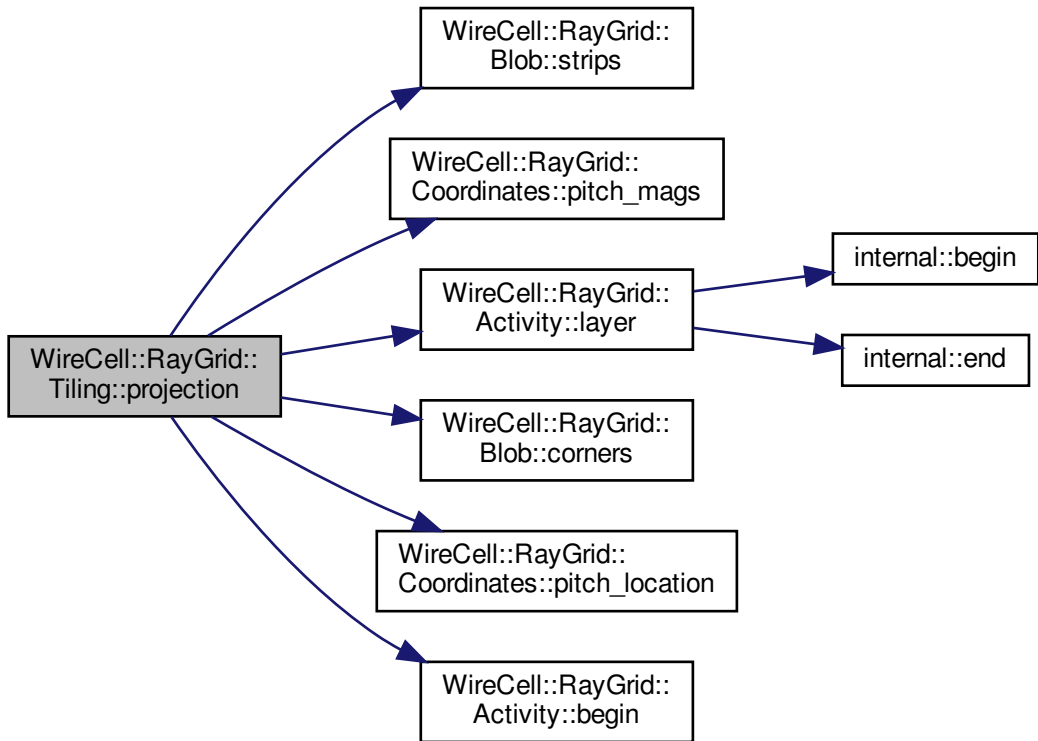 WireCell::RayGrid::
Blob::strips
WireCell::RayGrid::
Coordinates::pitch_mags
internal::begin
WireCell::RayGrid::
Activity::layer
WireCell::RayGrid::
Tiling::projection
internal::end
WireCell::RayGrid::
Blob::corners
WireCell::RayGrid::
Coordinates::pitch_location
WireCell::RayGrid::
Activity::begin